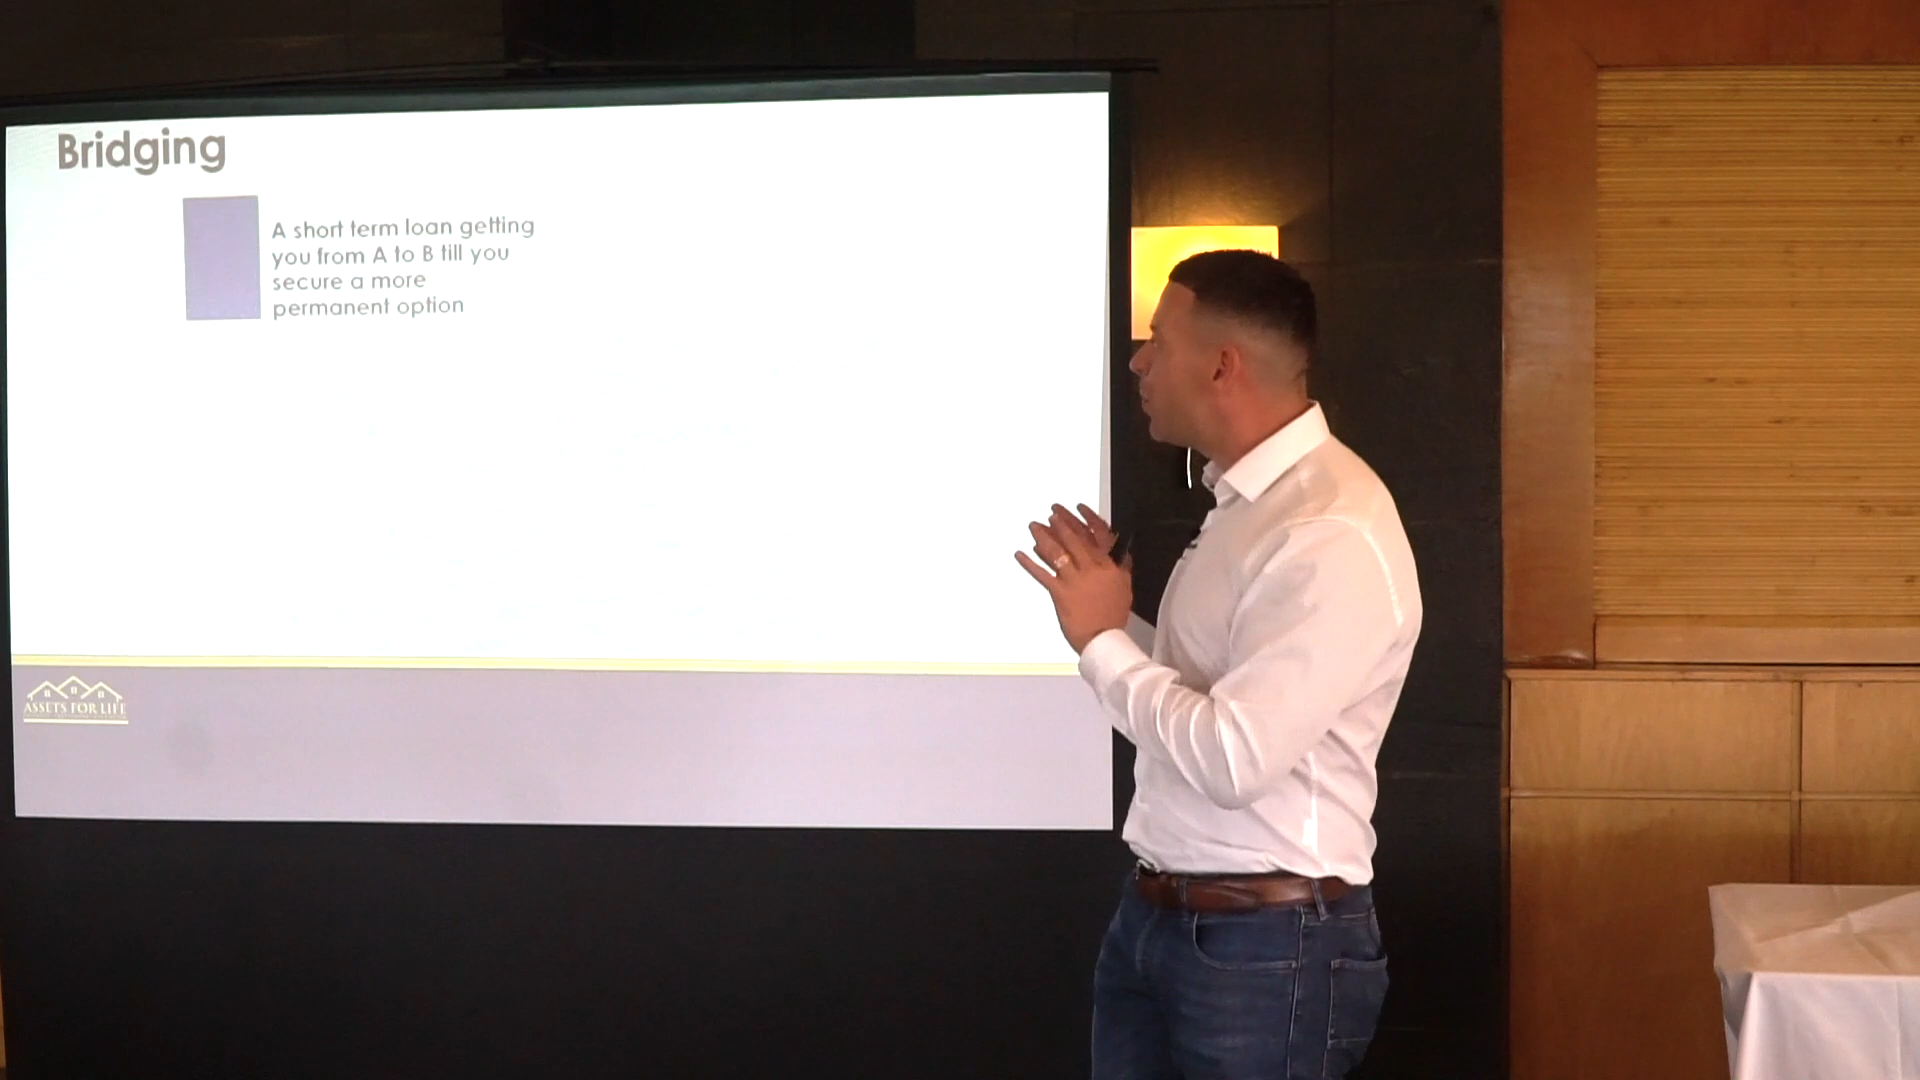 Bridging
A short term loan getting
you from A to B till you
secure a more
permanent option
ASSETS FOR LIFE